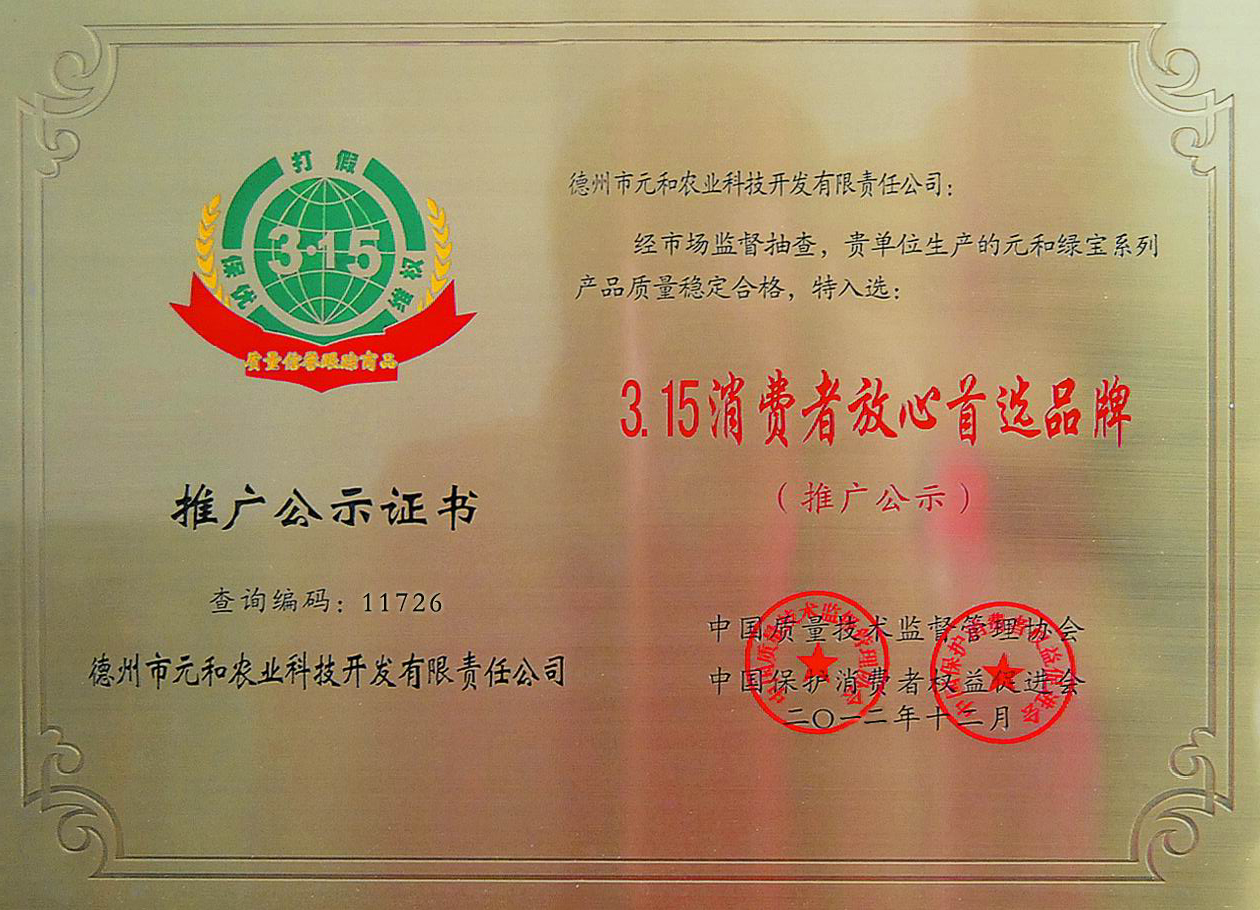 打假
3·15
质量信誉跟踪商品
推广公示证书
查询编码：11726
德州市元和农业科技开发有限责任公司
德州市元和农业科技开发有限责任公司：
经市场监督抽查，贵单位生产的元和绿宝系列
产品质量稳定合格，特入选：
3.15消费者放心首选品牌
（推广公示）
中国质量技术监督管理协会
中国保护消费者权益促进会
二〇一二年十二月